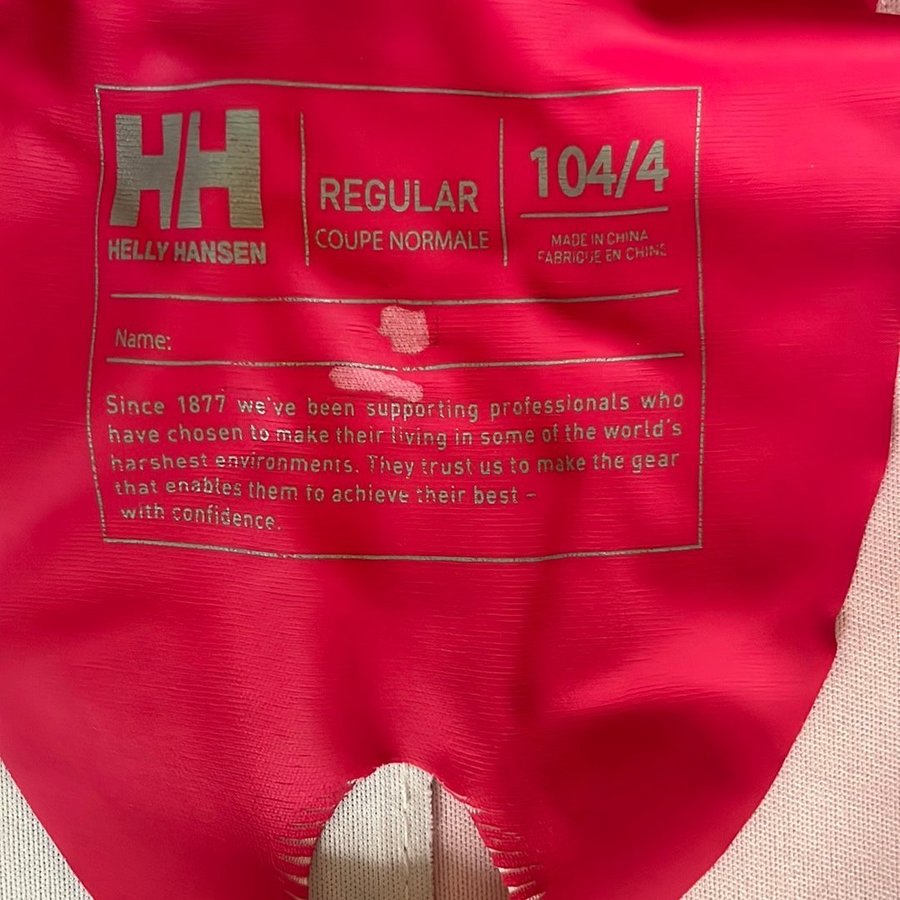 HH
HELLY HANSEN
REGULAR
COUPE NORMALE
104/4
MADE IN CHINA
FABRIQUE EN CHINE
Name:
Since 1877 we've been supporting professionals who
have chosen to make their living in some of the world's
harshest environments. They trust us to make the gear
that enables them to achieve their best –
with confidence.